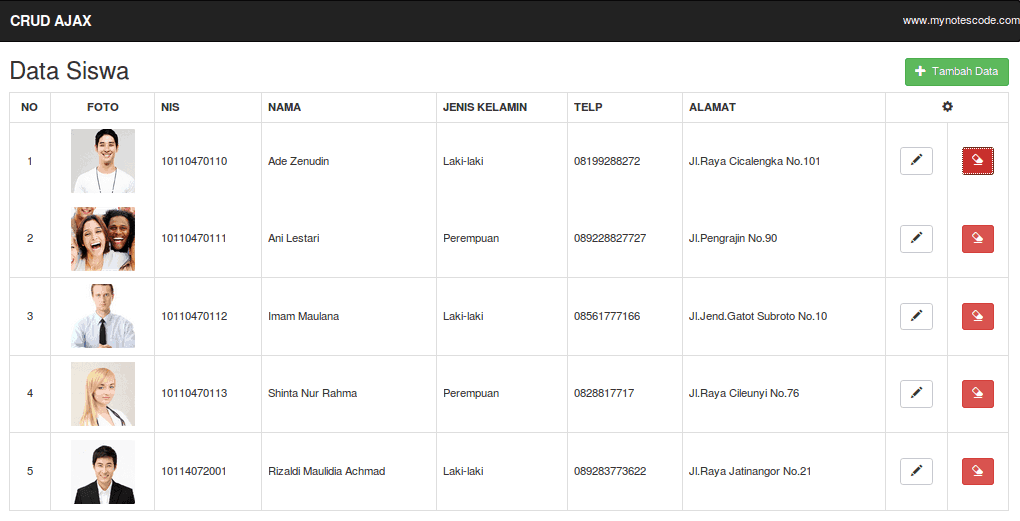 CRUD AJAX www.mynotescode.com
Data Siswa Tambah Data
NO FOTO NIS NAMA JENIS KELAMIN TELP ALAMAT
1 10110470110 Ade Zenudin Laki-laki 08199288272 Jl.Raya Cicalengka No.101
2 10110470111 Ani Lestari Perempuan 089228827727 Jl.Pengrajin No.90
3 10110470112 Imam Maulana Laki-laki 08561777166 Jl.Jend.Gatot Subroto No.10
4 10110470113 Shinta Nur Rahma Perempuan 0828817717 Jl.Raya Cileunyi No.76
5 10114072001 Rizaldi Maulidia Achmad Laki-laki 089283773622 Jl.Raya Jatinangor No.21